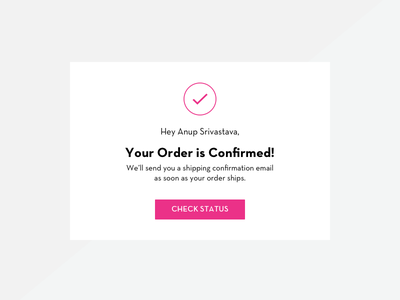 Hey Anup Srivastava,
Your Order is Confirmed!
We'll send you a shipping confirmation email
as soon as your order ships.
CHECK STATUS